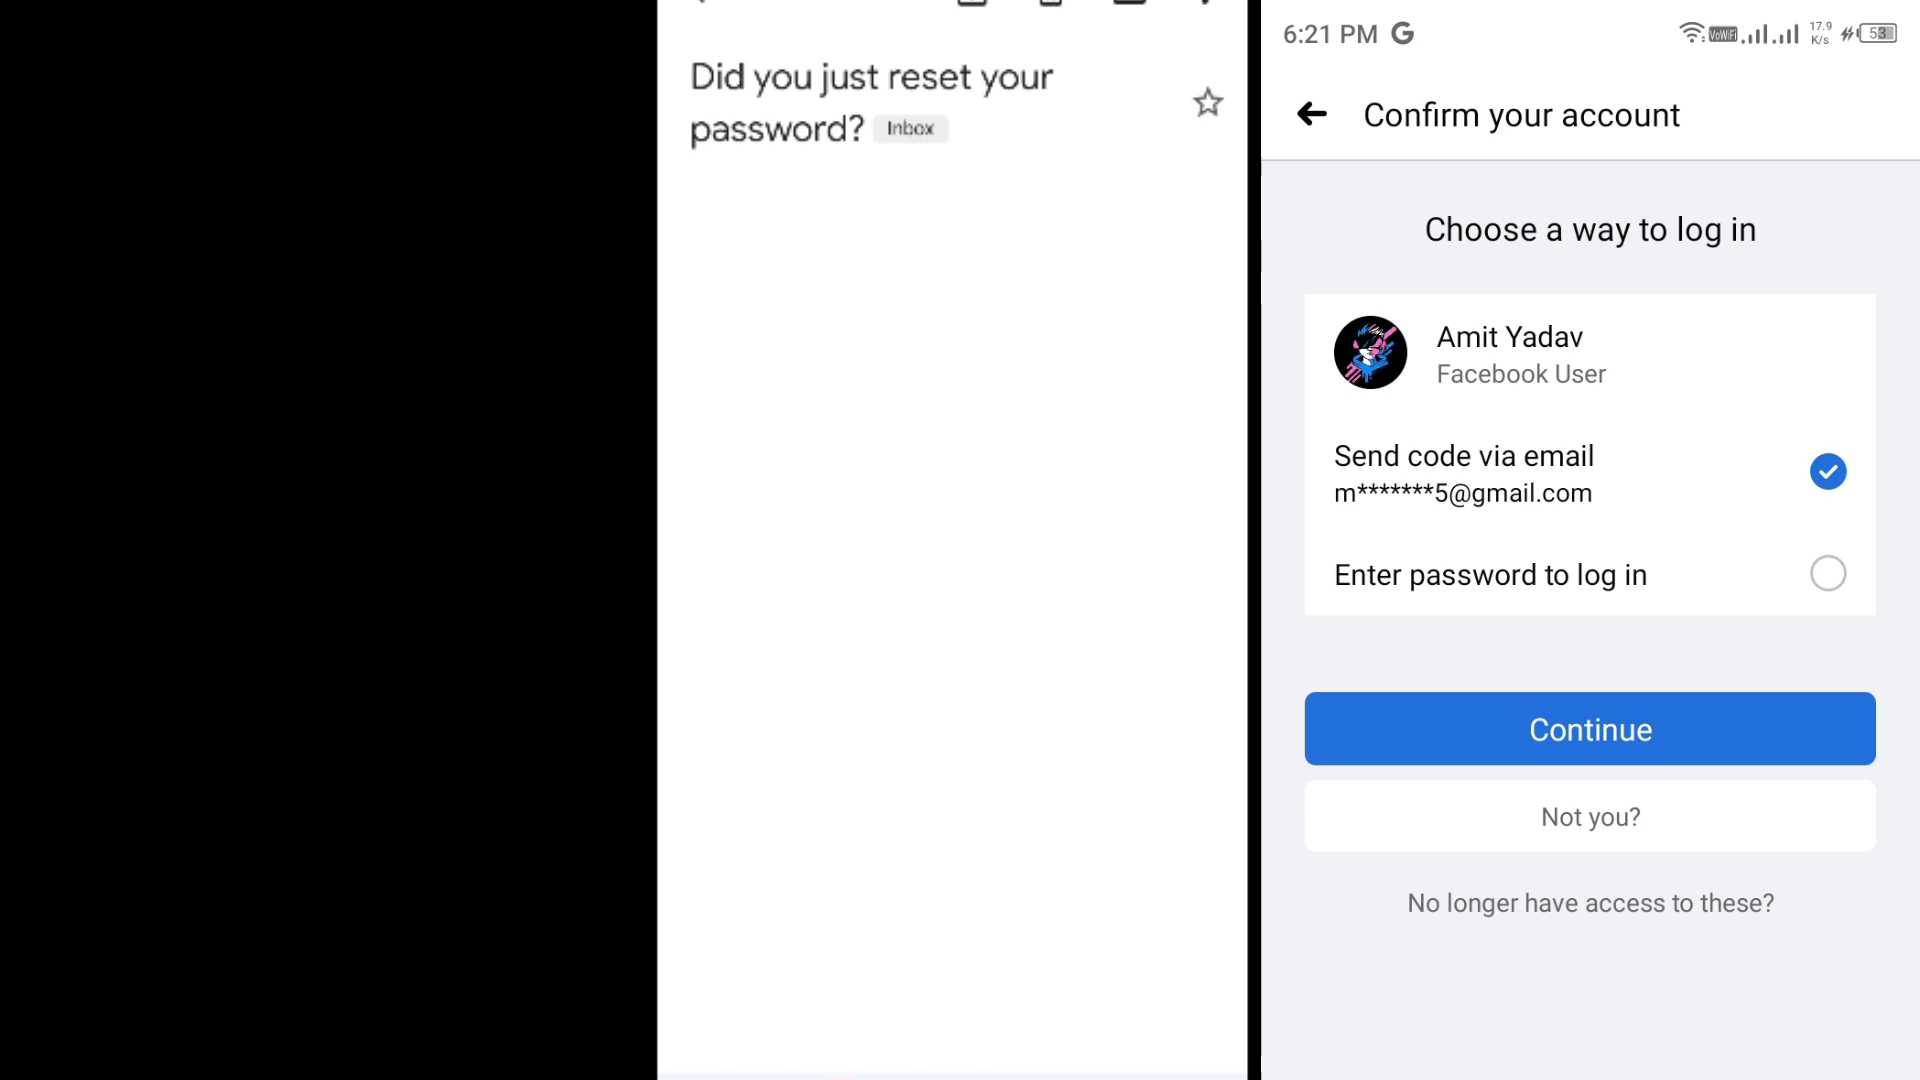 Did you just reset your
password? Inbox
6:21 PM G
VoWiFi 17.9 K/s 53
Confirm your account
Choose a way to log in
Amit Yadav
Facebook User
Send code via email
m*******5@gmail.com
Enter password to log in
Continue
Not you?
No longer have access to these?